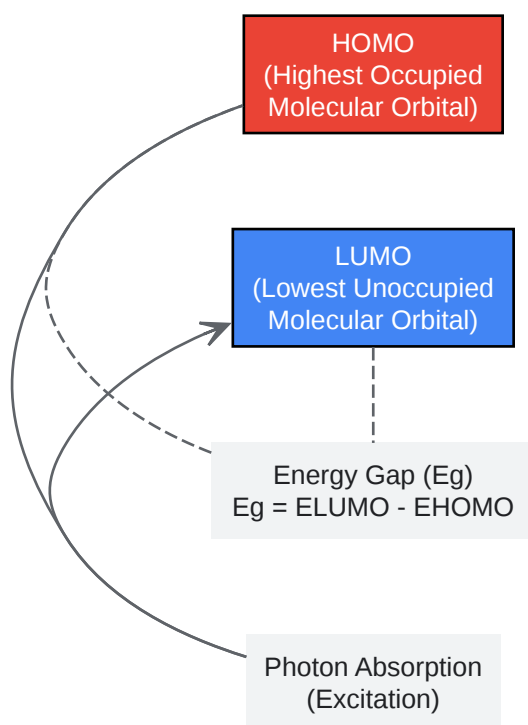 HOMO
(Highest Occupied
Molecular Orbital)
LUMO
(Lowest Unoccupied
Molecular Orbital)
Energy Gap (Eg)
Eg = ELUMO - EHOMO
Photon Absorption
(Excitation)